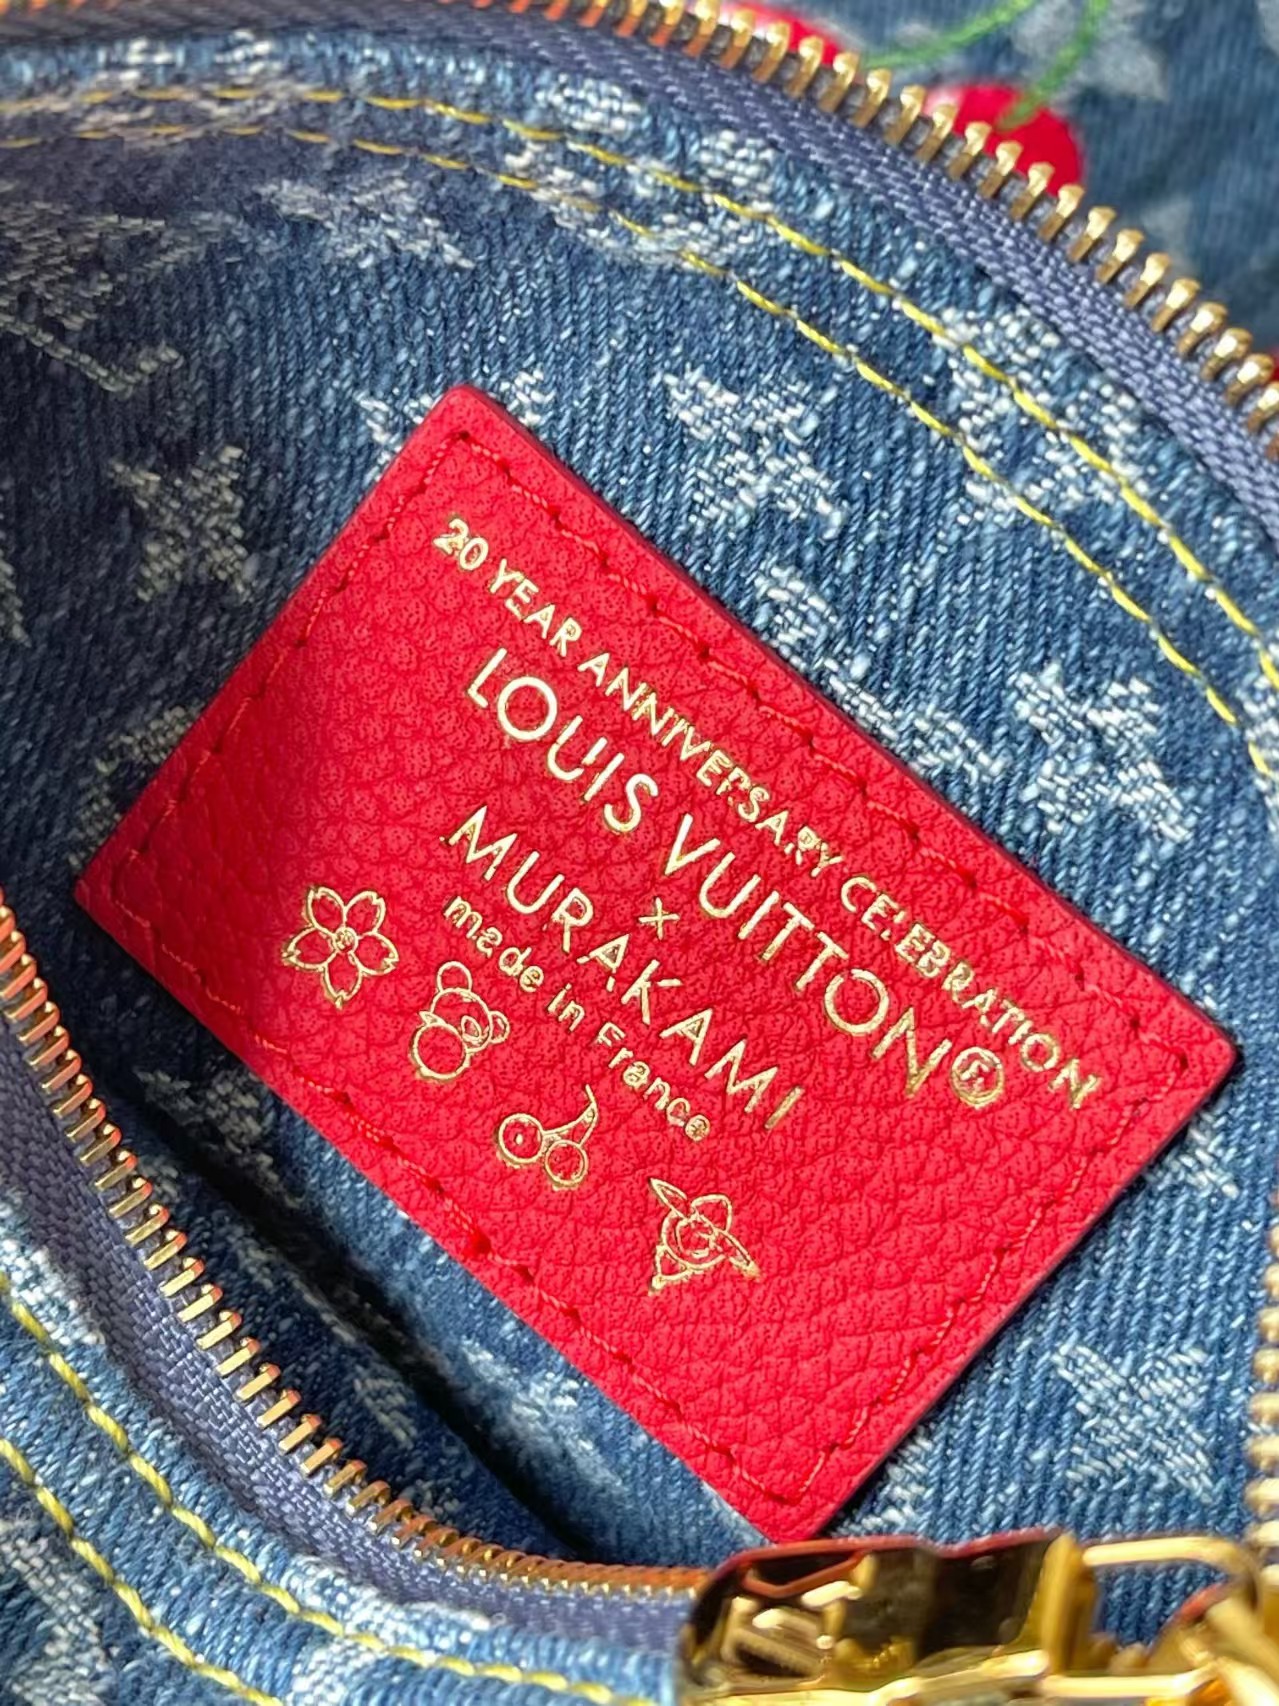 20 YEAR ANNIVERSARY CELEBRATION
LOUIS VUITTON®
×
MURAKAMI
made in France